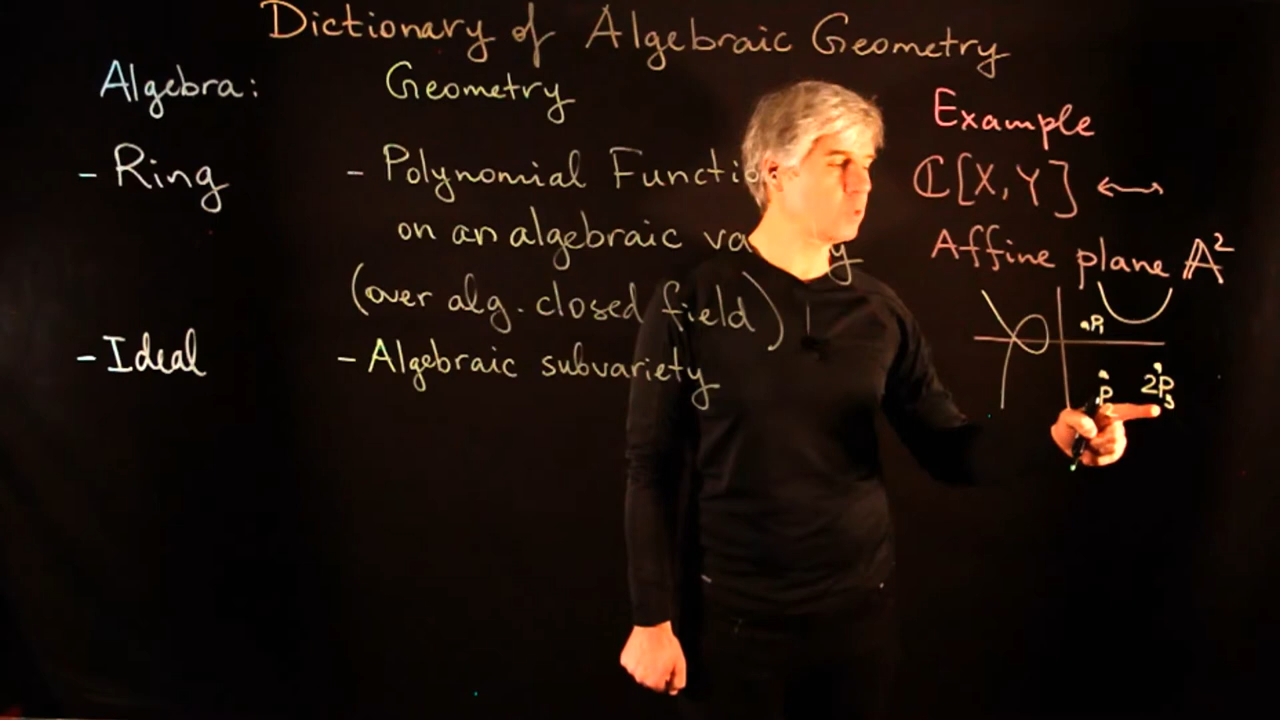 Dictionary of Algebraic Geometry
Algebra: Geometry
- Ring - Polynomial Functio
on an algebraic va y
(over alg. closed field)
- Ideal - Algebraic subvariety
Example
ℂ[X,Y] ⟷
Affine plane 𝔸²
P₁
P₂ 2P₃